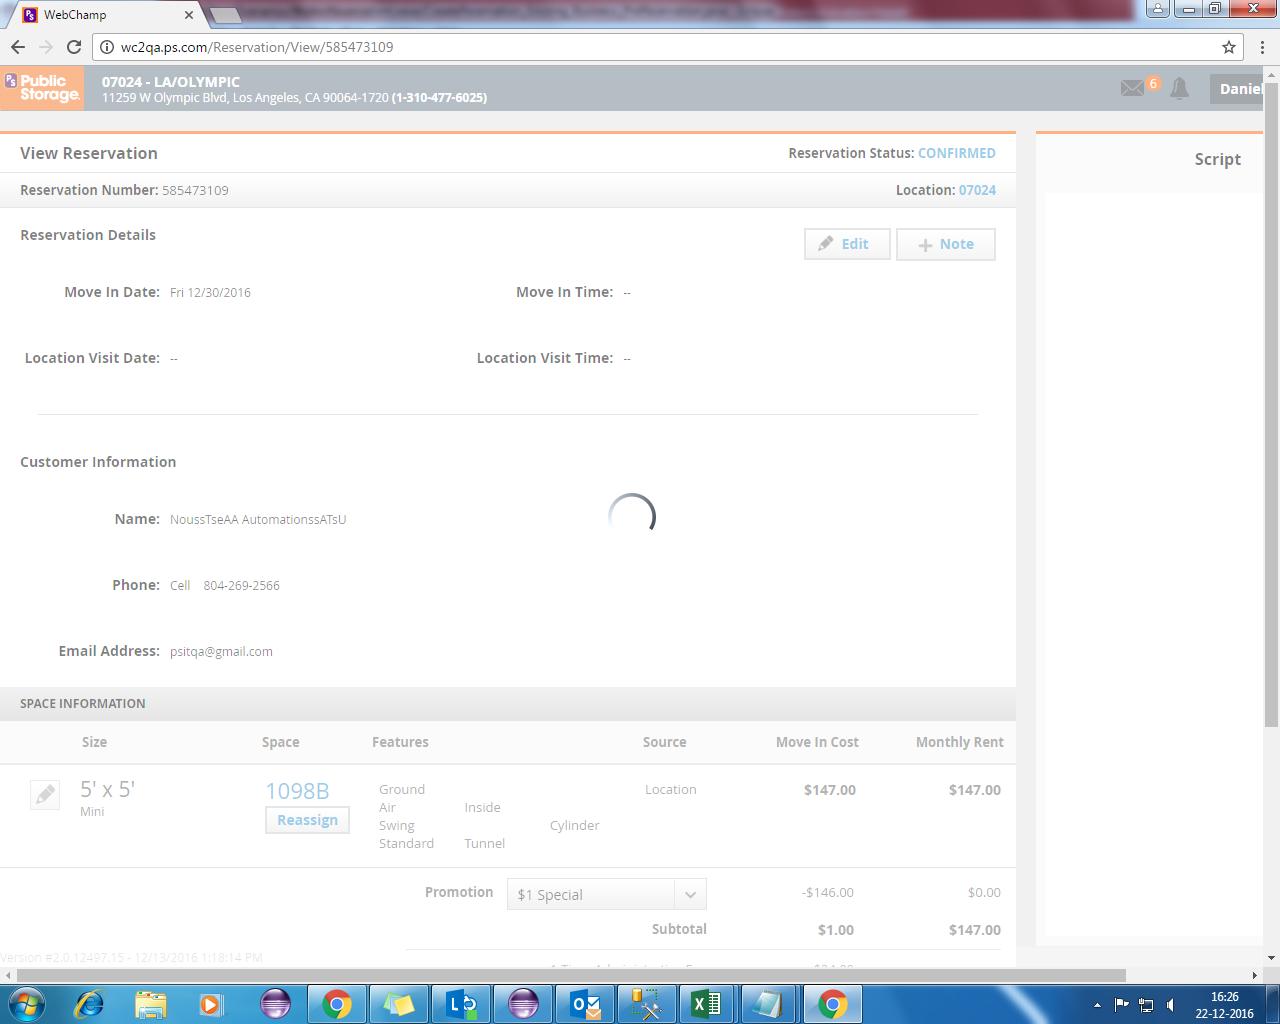 WebChamp
wc2qa.ps.com/Reservation/View/585473109
PS Public Storage.
07024 - LA/OLYMPIC
11259 W Olympic Blvd, Los Angeles, CA 90064-1720 (1-310-477-6025)
6
Daniel
View Reservation
Reservation Status: CONFIRMED
Script
Reservation Number: 585473109
Location: 07024
Reservation Details
Edit
Note
Move In Date: Fri 12/30/2016
Move In Time: --
Location Visit Date: --
Location Visit Time: --
Customer Information
Name: NoussTseAA AutomationssATsU
Phone: Cell 804-269-2566
Email Address: psitqa@gmail.com
SPACE INFORMATION
Size Space Features Source Move In Cost Monthly Rent
5' x 5' 1098B Ground Location $147.00 $147.00
Mini Air Inside
Reassign Swing Cylinder
Standard Tunnel
Promotion $1 Special -$146.00 $0.00
Subtotal $1.00 $147.00
Version #2.0.12497.15 - 12/13/2016 1:18:14 PM
16:26
22-12-2016